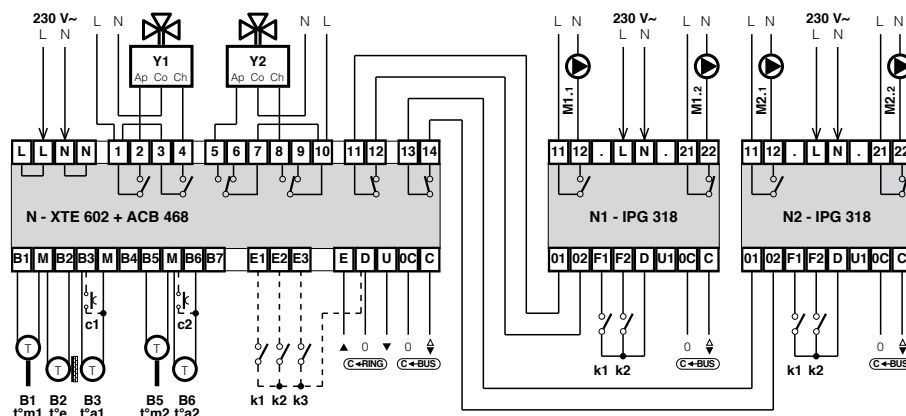 230 V~ L N Y1 Y2 N L 230 V~ 230 V~
L N L N L N L N L N L N
Ap Co Ch Ap Co Ch
M1.1 M1.2 M2.1 M2.2
L L N N 1 2 3 4 5 6 7 8 9 10 11 12 13 14
11 12 . L N . 21 22
11 12 . L N . 21 22
N - XTE 602 + ACB 468
N1 - IPG 318
N2 - IPG 318
B1 M B2 B3 M B4 B5 M B6 B7 E1 E2 E3 E D U 0C C
01 02 F1 F2 D U1 0C C
01 02 F1 F2 D U1 0C C
c1 c2
0 0
C RING C BUS
T T T T T
k1 k2 k3
k1 k2
0
C BUS
k1 k2
0
C BUS
B1 B2 B3 B5 B6
t°m1 t°e t°a1 t°m2 t°a2